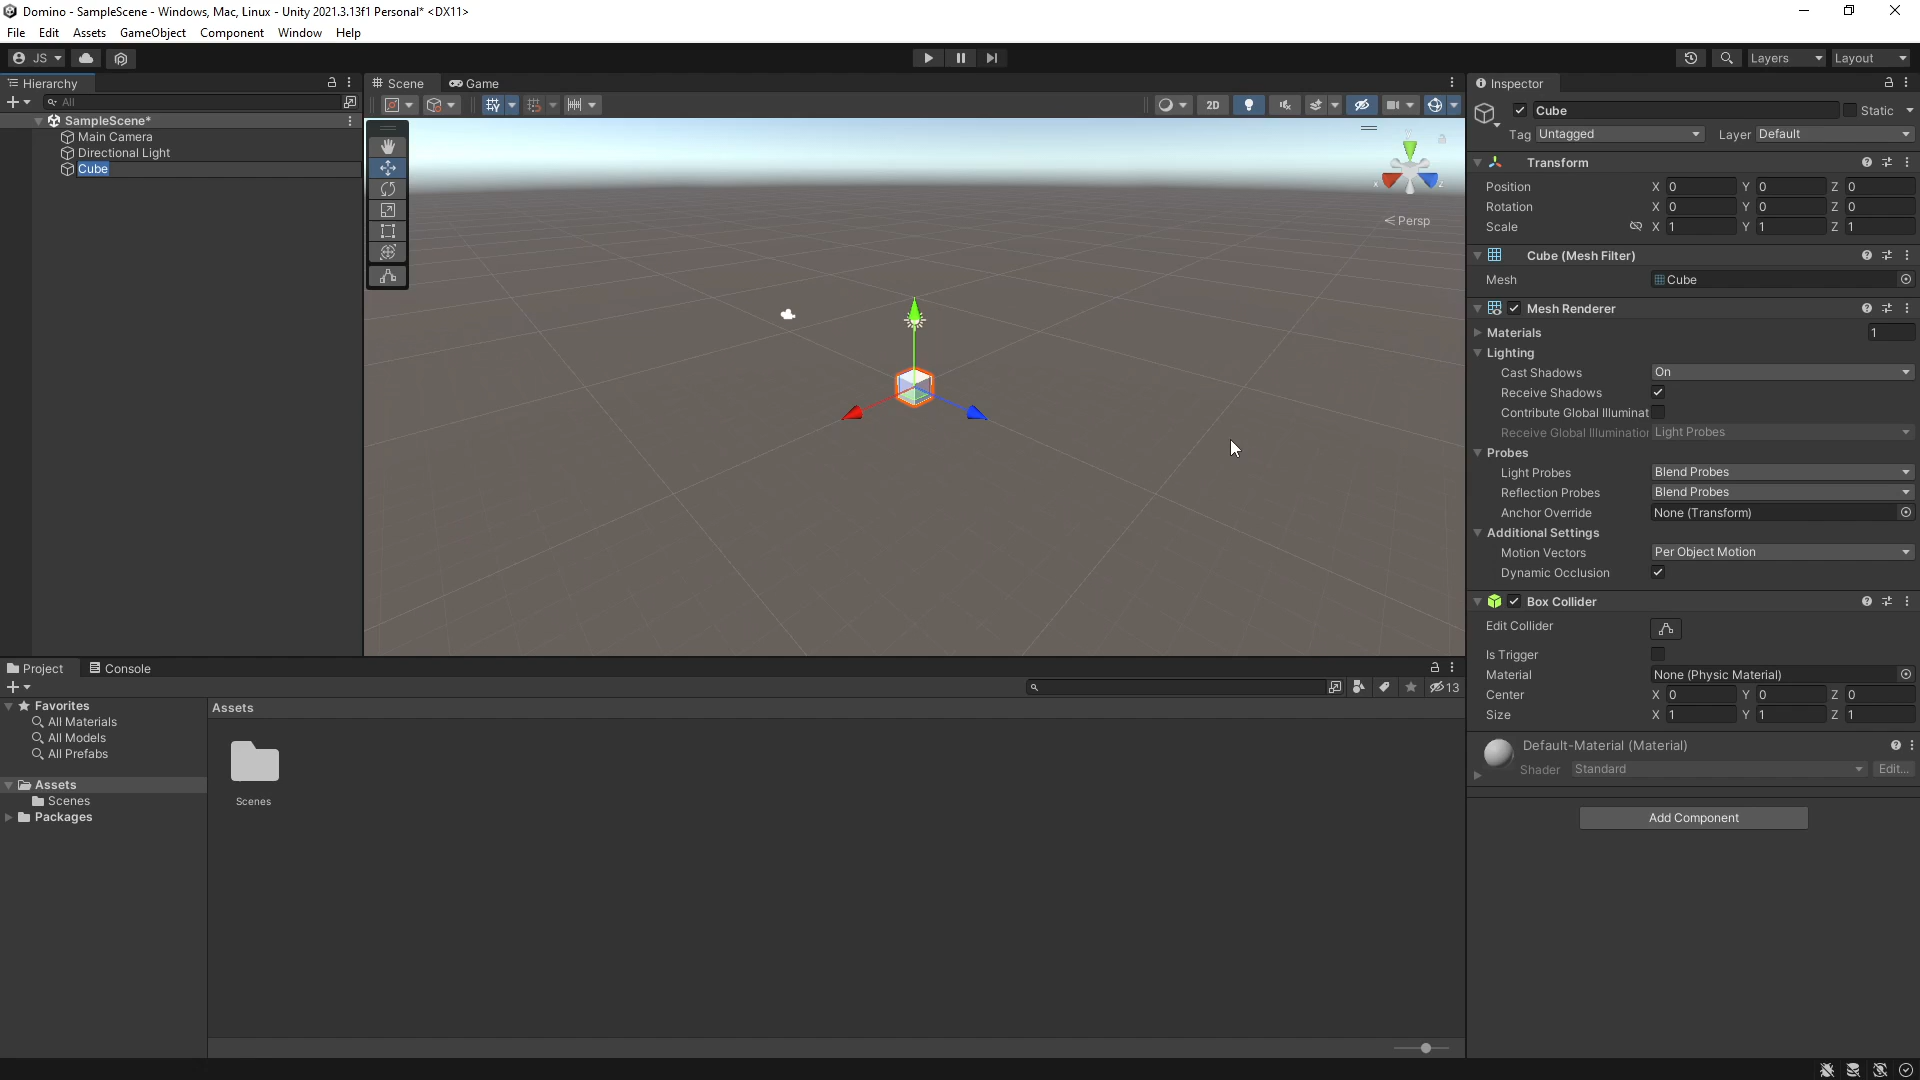 Domino - SampleScene - Windows, Mac, Linux - Unity 2021.3.13f1 Personal* <DX11>
File Edit Assets GameObject Component Window Help
JS Layers Layout
Hierarchy
All
SampleScene*
Main Camera
Directional Light
Cube
Scene Game
2D
y
x z
< Persp
Inspector
Cube Static
Tag Untagged Layer Default
Transform
Position X 0 Y 0 Z 0
Rotation X 0 Y 0 Z 0
Scale X 1 Y 1 Z 1
Cube (Mesh Filter)
Mesh Cube
Mesh Renderer
Materials 1
Lighting
Cast Shadows On
Receive Shadows
Contribute Global Illuminat
Receive Global Illumination Light Probes
Probes
Light Probes Blend Probes
Reflection Probes Blend Probes
Anchor Override None (Transform)
Additional Settings
Motion Vectors Per Object Motion
Dynamic Occlusion
Box Collider
Edit Collider
Is Trigger
Material None (Physic Material)
Center X 0 Y 0 Z 0
Size X 1 Y 1 Z 1
Default-Material (Material)
Shader Standard Edit...
Add Component
Project Console
13
Favorites
All Materials
All Models
All Prefabs
Assets
Scenes
Packages
Assets
Scenes